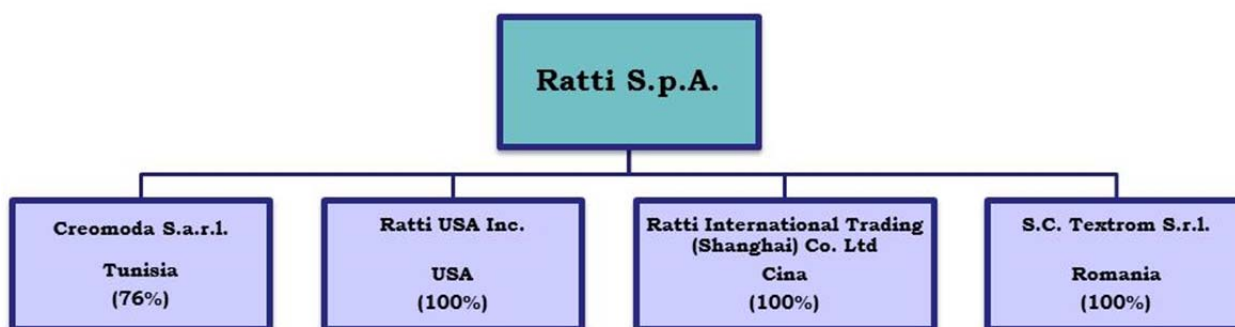 Ratti S.p.A.
Creomoda S.a.r.l.
Tunisia
(76%)
Ratti USA Inc.
USA
(100%)
Ratti International Trading
(Shanghai) Co. Ltd
Cina
(100%)
S.C. Textrom S.r.l.
Romania
(100%)